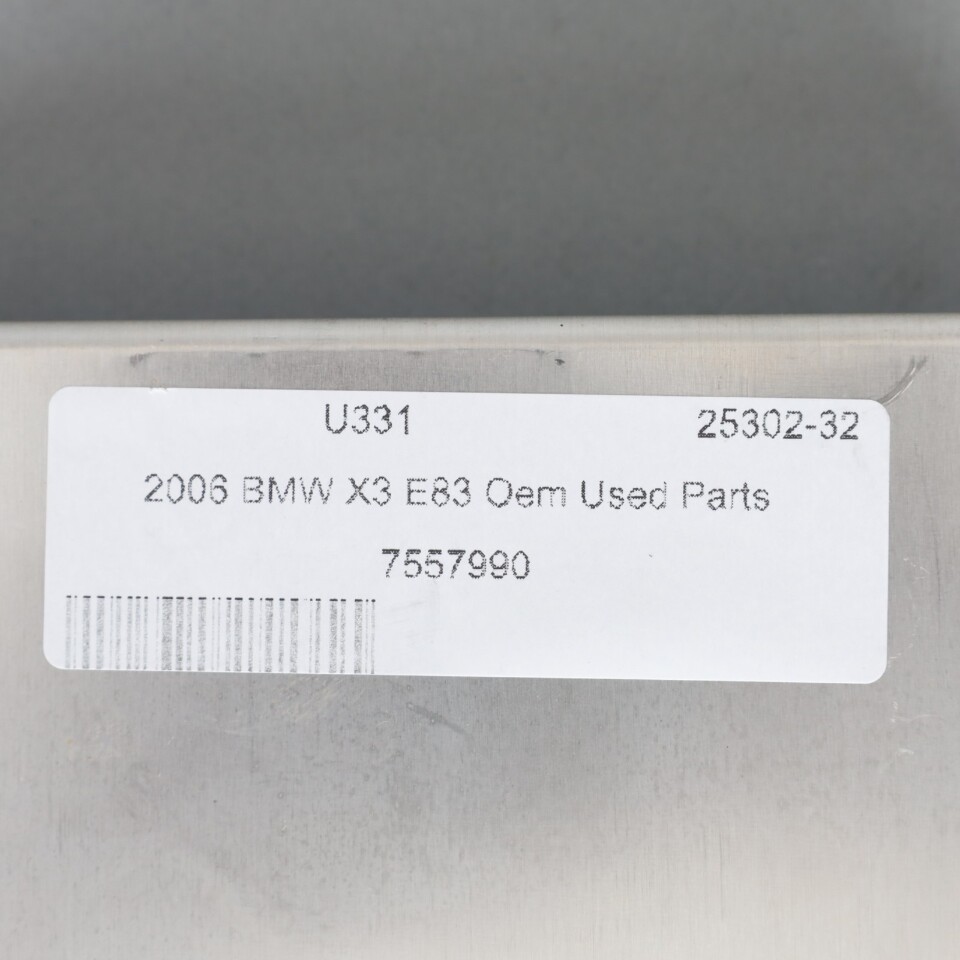 U331 25302-32
2006 BMW X3 E83 Oem Used Parts
7557990